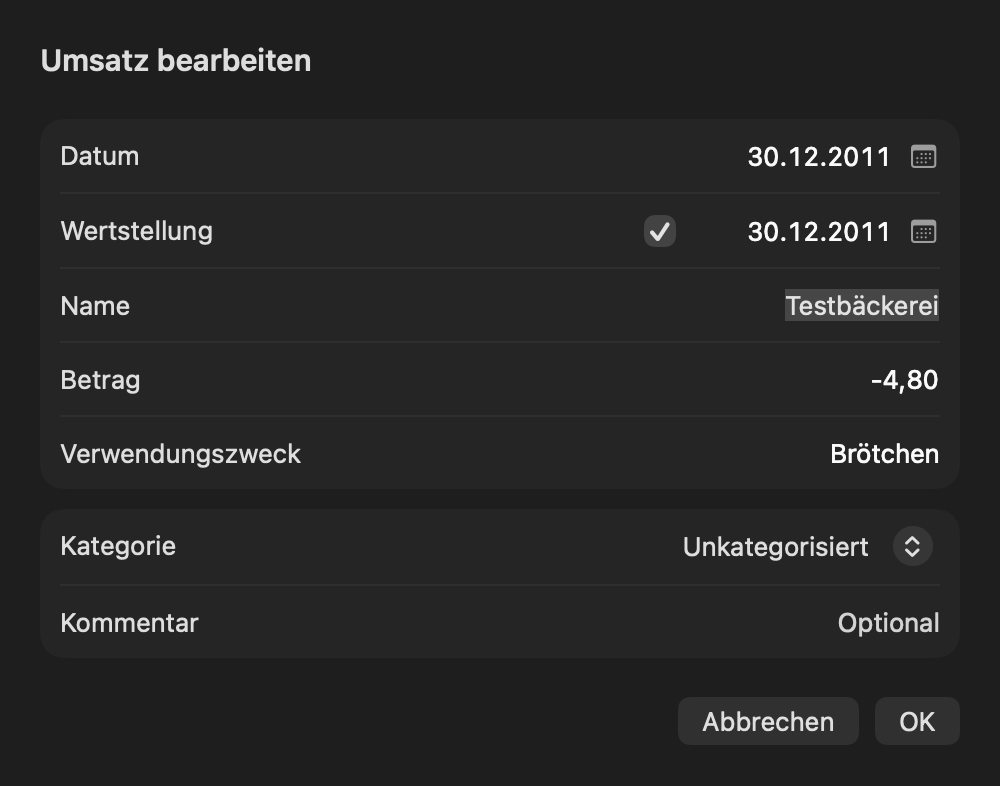 Umsatz bearbeiten
Datum 30.12.2011
Wertstellung 30.12.2011
Name Testbäckerei
Betrag -4,80
Verwendungszweck Brötchen
Kategorie Unkategorisiert
Kommentar Optional
Abbrechen OK